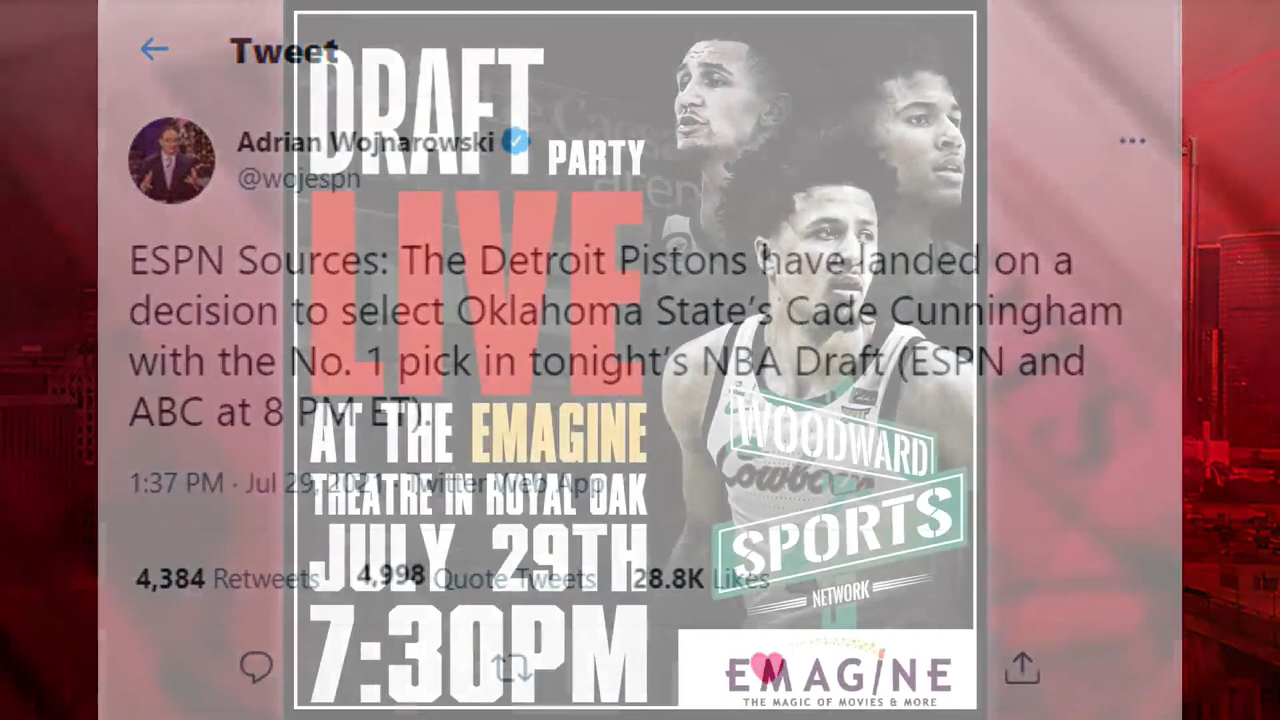 Tweet
Adrian Wojnarowski
@wojespn
ESPN Sources: The Detroit Pistons have landed on a
decision to select Oklahoma State's Cade Cunningham
with the No. 1 pick in tonight's NBA Draft (ESPN and
ABC at 8 PM ET).
1:37 PM · Jul 29, 2021 · Twitter Web App
4,384 Retweets 4,998 Quote Tweets 28.8K Likes
DRAFT PARTY
LIVE
AT THE EMAGINE
THEATRE IN ROYAL OAK
JULY 29TH
7:30PM
Cowboys
WOODWARD
SPORTS
NETWORK
EMAGINE
THE MAGIC OF MOVIES & MORE